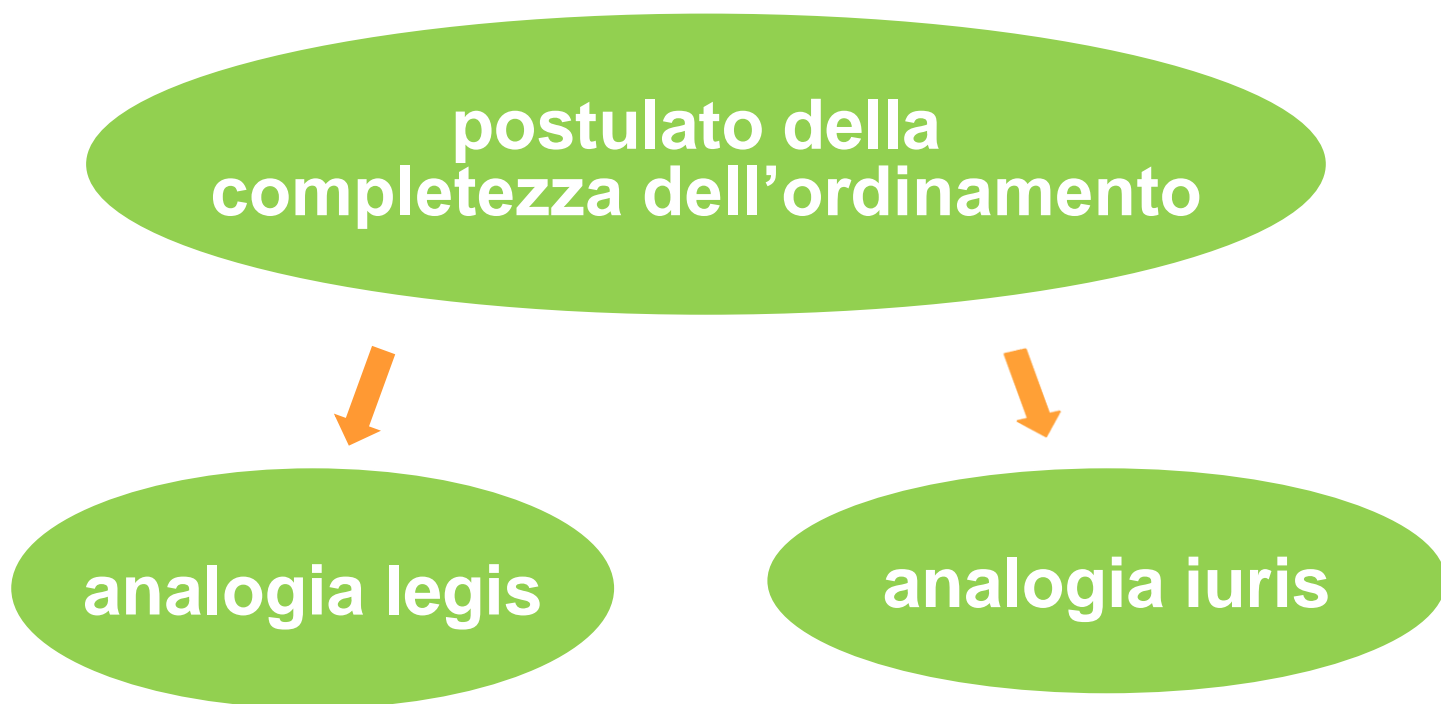 postulato della
completezza dell’ordinamento
analogia legis
analogia iuris